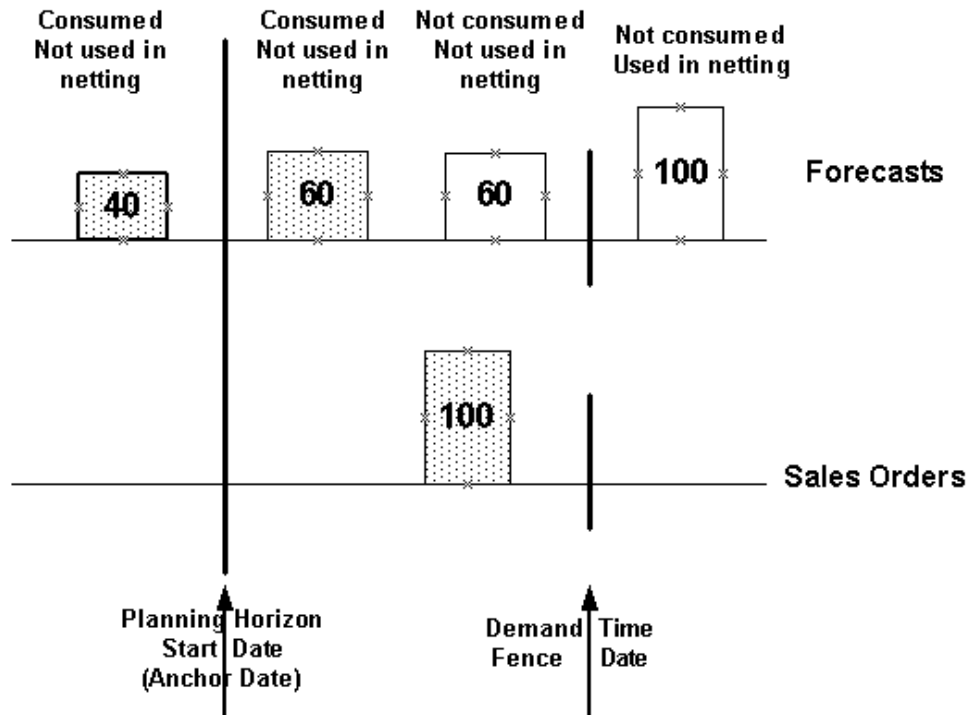 Consumed
Not used in
netting
Consumed
Not used in
netting
Not consumed
Not used in
netting
Not consumed
Used in netting
40
60
60
100
Forecasts
100
Sales Orders
Planning Horizon
Start Date
(Anchor Date)
Demand Time
Fence Date